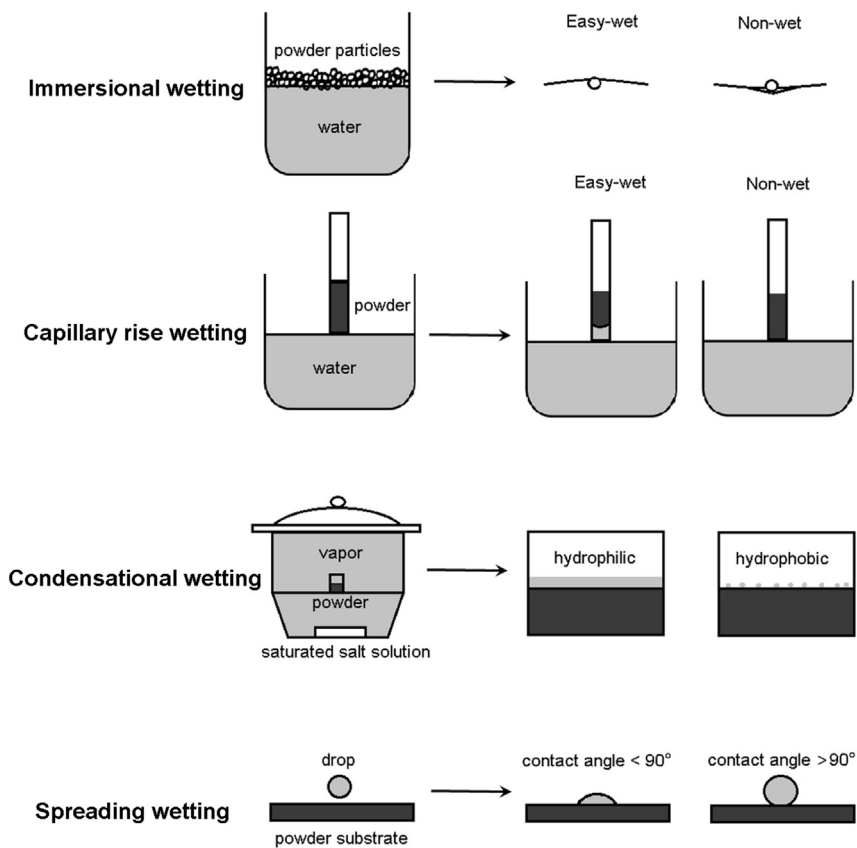 Easy-wet
Non-wet
powder particles
Immersional wetting
water
Easy-wet
Non-wet
powder
Capillary rise wetting
water
vapor
hydrophilic
hydrophobic
Condensational wetting
powder
saturated salt solution
drop
contact angle < 90°
contact angle >90°
Spreading wetting
powder substrate